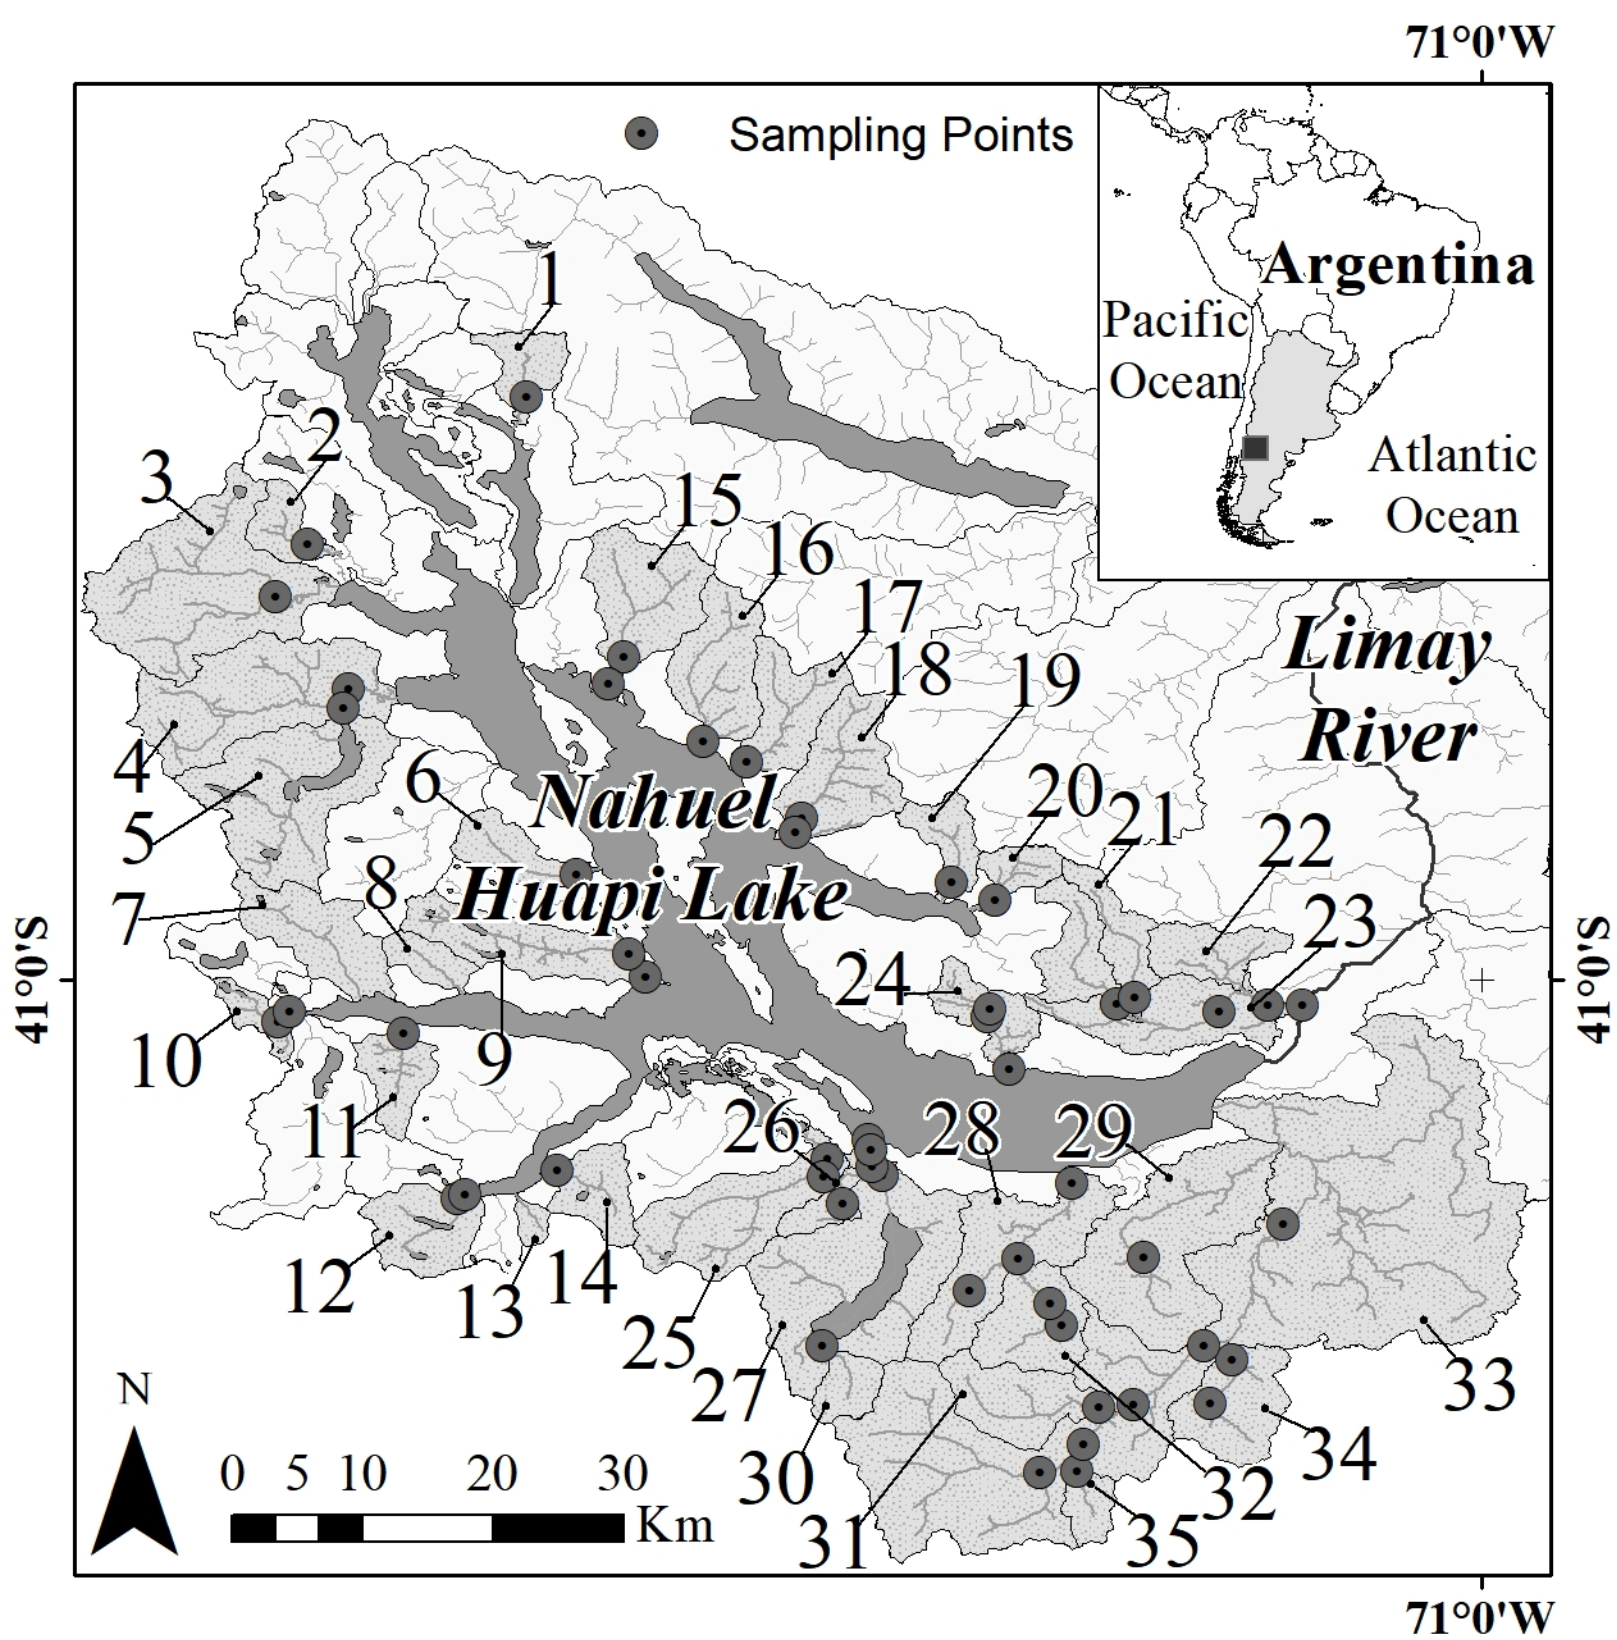 71°0'W
Sampling Points
Argentina
Pacific
Ocean
Atlantic
Ocean
1
2
3
15
16
17
18
19
Limay
River
4
5
6
20
21
22
23
Nahuel
Huapi Lake
7
8
9
24
41°0'S
41°0'S
10
11
26
28
29
12
13
14
25
27
33
34
30
31
32
35
N
0 5 10 20 30
Km
71°0'W